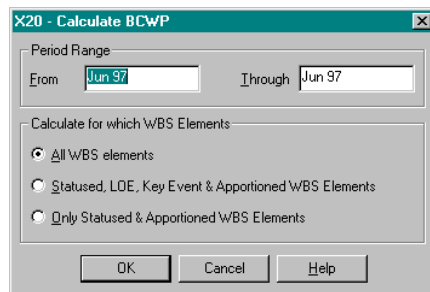 X20 - Calculate BCWP
Period Range
From Jun 97 Through Jun 97
Calculate for which WBS Elements
All WBS elements
Statused, LOE, Key Event & Apportioned WBS Elements
Only Statused & Apportioned WBS Elements
OK Cancel Help